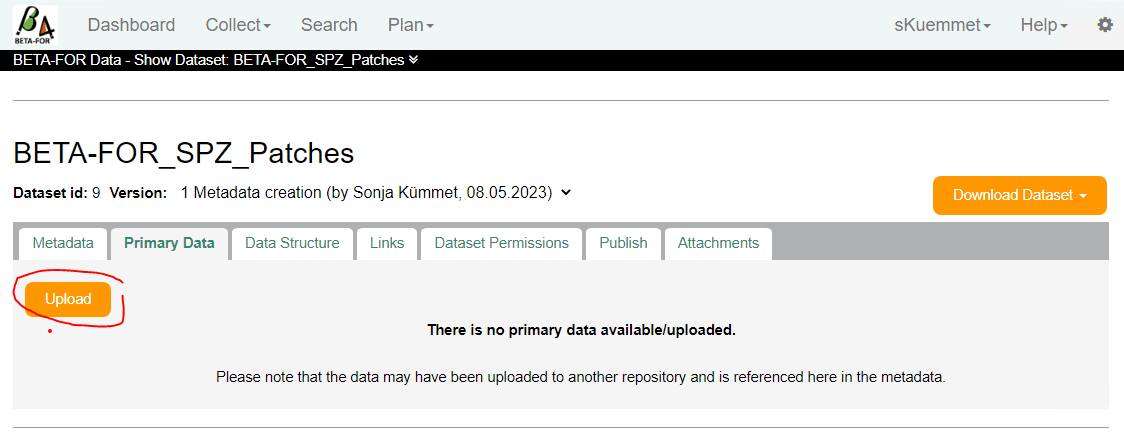 BETA-FOR Dashboard Collect Search Plan sKuemmet Help
BETA-FOR Data - Show Dataset: BETA-FOR_SPZ_Patches
BETA-FOR_SPZ_Patches
Dataset id: 9 Version: 1 Metadata creation (by Sonja Kümmet, 08.05.2023)
Download Dataset
Metadata Primary Data Data Structure Links Dataset Permissions Publish Attachments
Upload
There is no primary data available/uploaded.
Please note that the data may have been uploaded to another repository and is referenced here in the metadata.